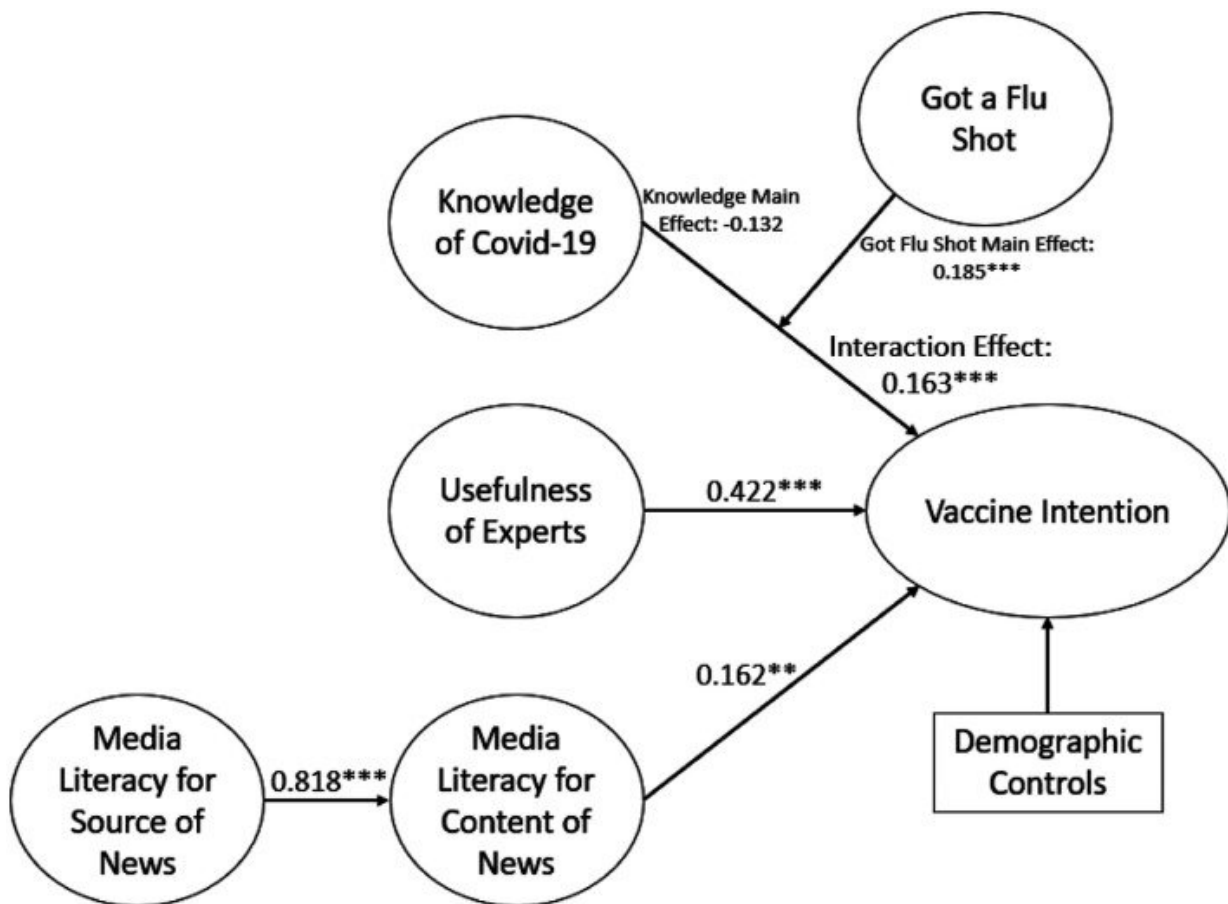 Got a Flu
Shot
Knowledge
of Covid-19
Knowledge Main
Effect: -0.132
Got Flu Shot Main Effect:
0.185***
Interaction Effect:
0.163***
Usefulness
of Experts
0.422***
Vaccine Intention
0.162**
Media
Literacy for
Source of
News
0.818***
Media
Literacy for
Content of
News
Demographic
Controls